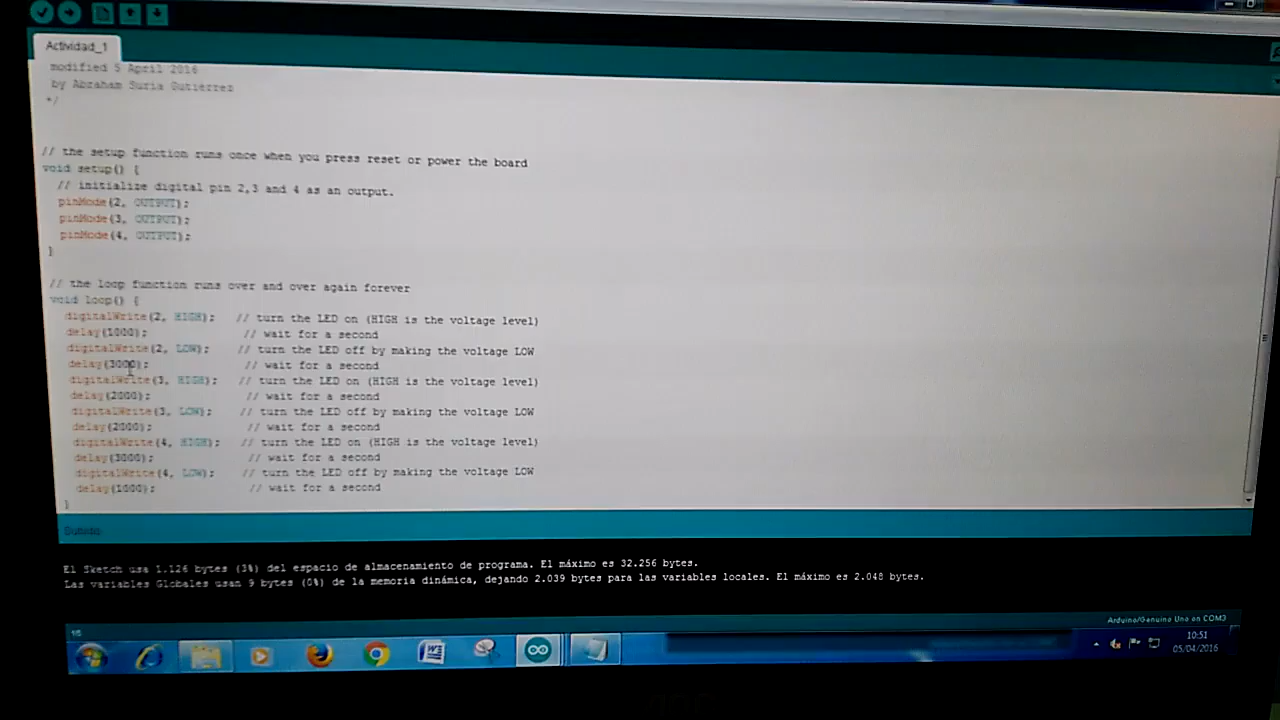 Actividad_1
modified 5 April 2016
by Abraham Suria Gutierrez
*/
// the setup function runs once when you press reset or power the board
void setup() {
// initialize digital pin 2,3 and 4 as an output.
pinMode(2, OUTPUT);
pinMode(3, OUTPUT);
pinMode(4, OUTPUT);
}
// the loop function runs over and over again forever
void loop() {
digitalWrite(2, HIGH); // turn the LED on (HIGH is the voltage level)
delay(1000); // wait for a second
digitalWrite(2, LOW); // turn the LED off by making the voltage LOW
delay(3000); // wait for a second
digitalWrite(3, HIGH); // turn the LED on (HIGH is the voltage level)
delay(2000); // wait for a second
digitalWrite(3, LOW); // turn the LED off by making the voltage LOW
delay(2000); // wait for a second
digitalWrite(4, HIGH); // turn the LED on (HIGH is the voltage level)
delay(3000); // wait for a second
digitalWrite(4, LOW); // turn the LED off by making the voltage LOW
delay(1000); // wait for a second
}
Subido
El Sketch usa 1.126 bytes (3%) del espacio de almacenamiento de programa. El máximo es 32.256 bytes.
Las variables Globales usan 9 bytes (0%) de la memoria dinámica, dejando 2.039 bytes para las variables locales. El máximo es 2.048 bytes.
Arduino/Genuino Uno en COM3
10:51
05/04/2016